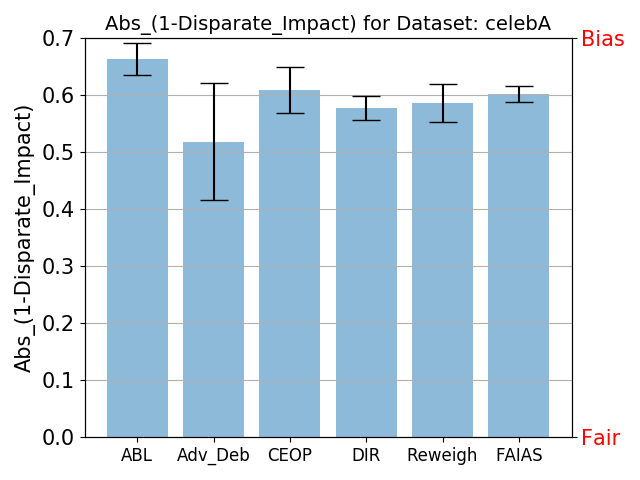 Abs_(1-Disparate_Impact) for Dataset: celebA
Abs_(1-Disparate_Impact)
0.7
0.6
0.5
0.4
0.3
0.2
0.1
0.0
Bias
Fair
ABL Adv_Deb CEOP DIR Reweigh FAIAS